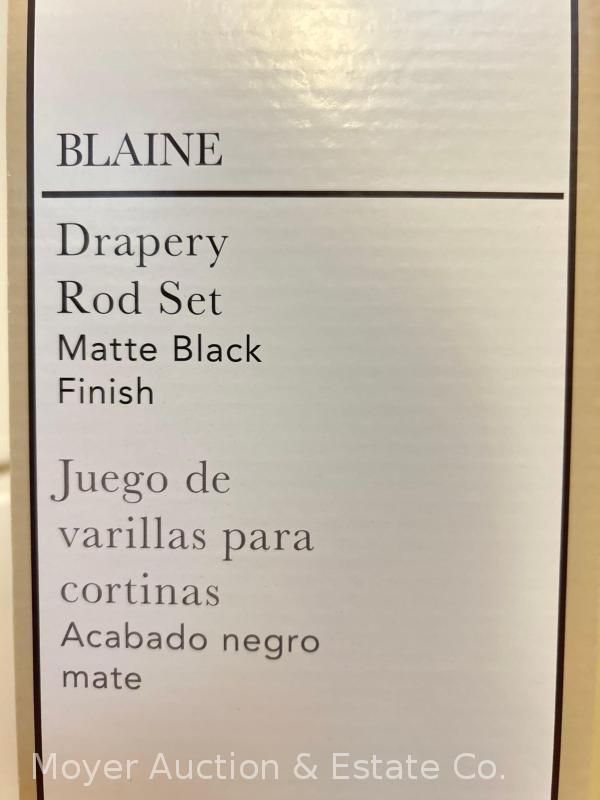 BLAINE
Drapery
Rod Set
Matte Black
Finish
Juego de
varillas para
cortinas
Acabado negro
mate
Moyer Auction & Estate Co.